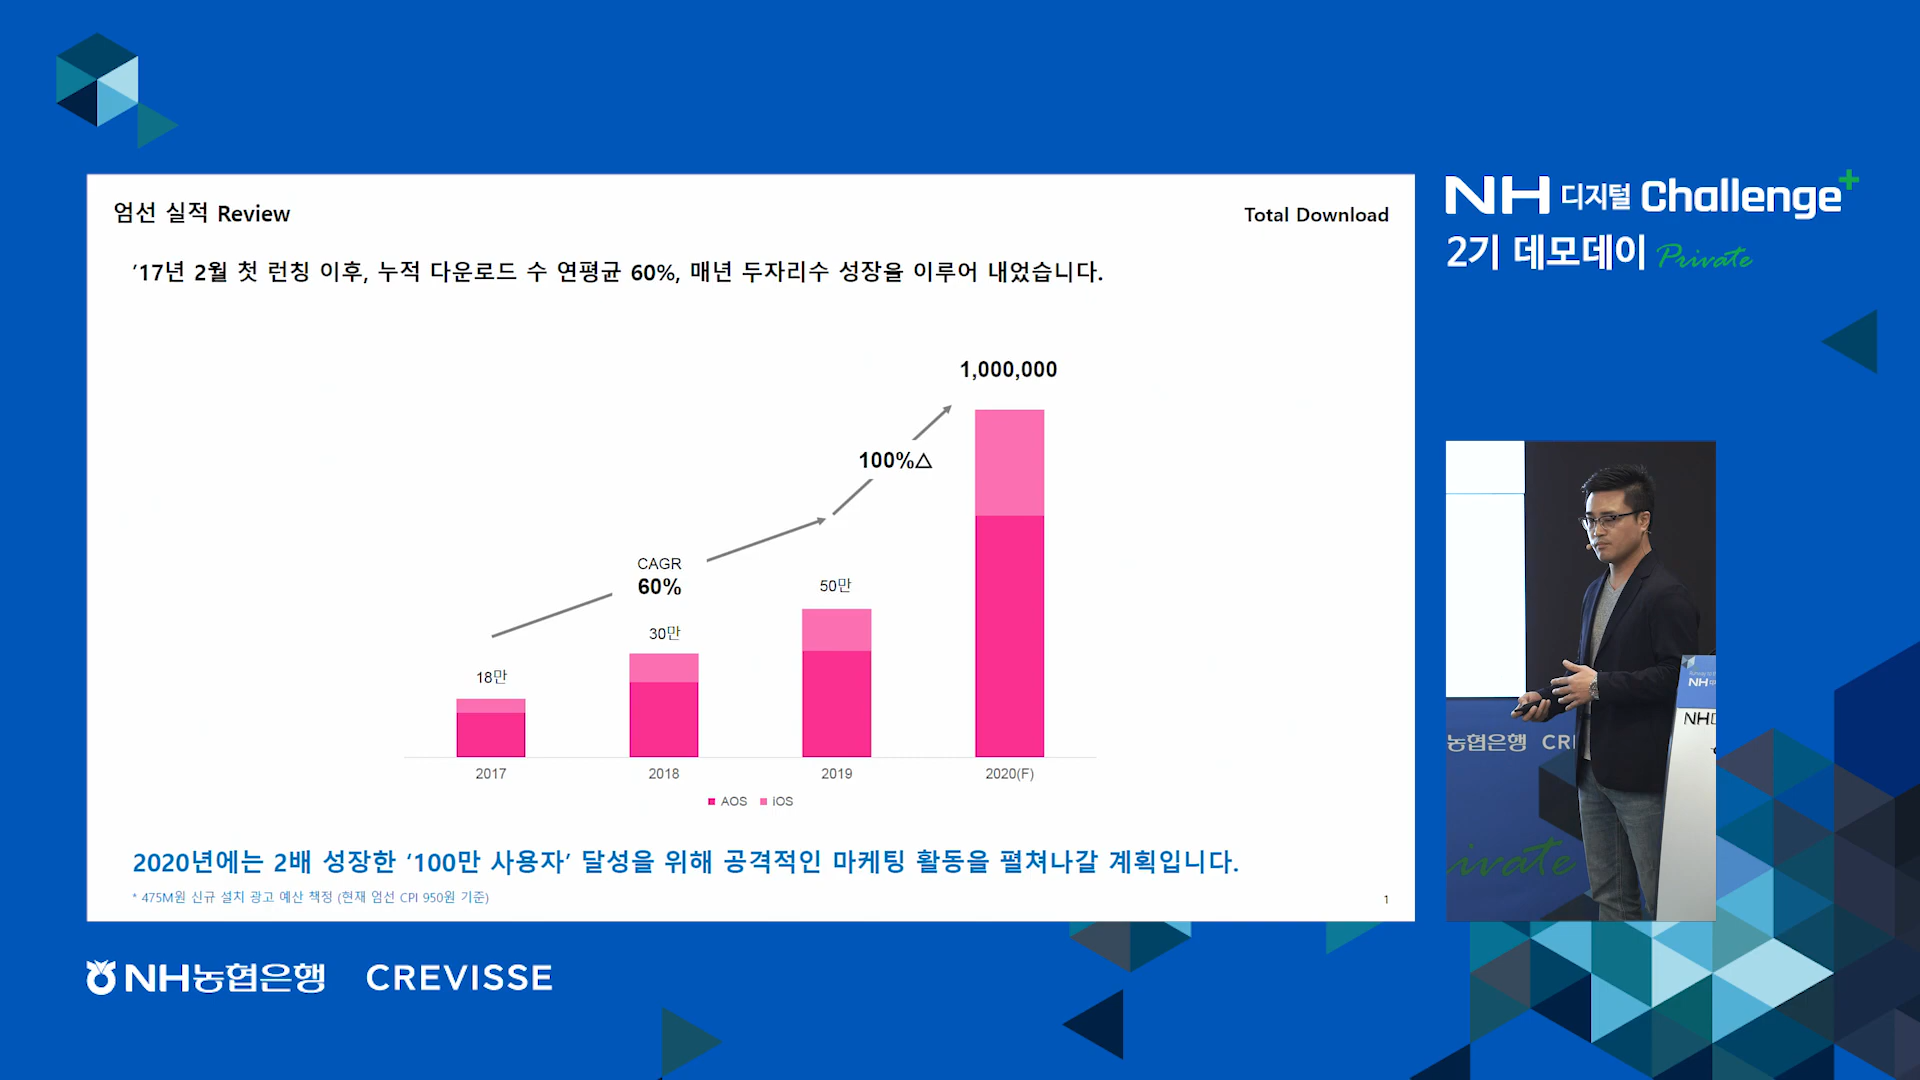 NH 디지털 Challenge+
2기 데모데이 Private
엄선 실적 Review
Total Download
'17년 2월 첫 런칭 이후, 누적 다운로드 수 연평균 60%, 매년 두자리수 성장을 이루어 내었습니다.
1,000,000
100%△
CAGR
60%
50만
30만
18만
2017
2018
2019
2020(F)
AOS
iOS
2020년에는 2배 성장한 '100만 사용자' 달성을 위해 공격적인 마케팅 활동을 펼쳐나갈 계획입니다.
* 475M원 신규 설치 광고 예산 책정 (현재 엄선 CPI 950원 기준)
1
NH
농협은행 CR
ivate
NH농협은행 CREVISSE